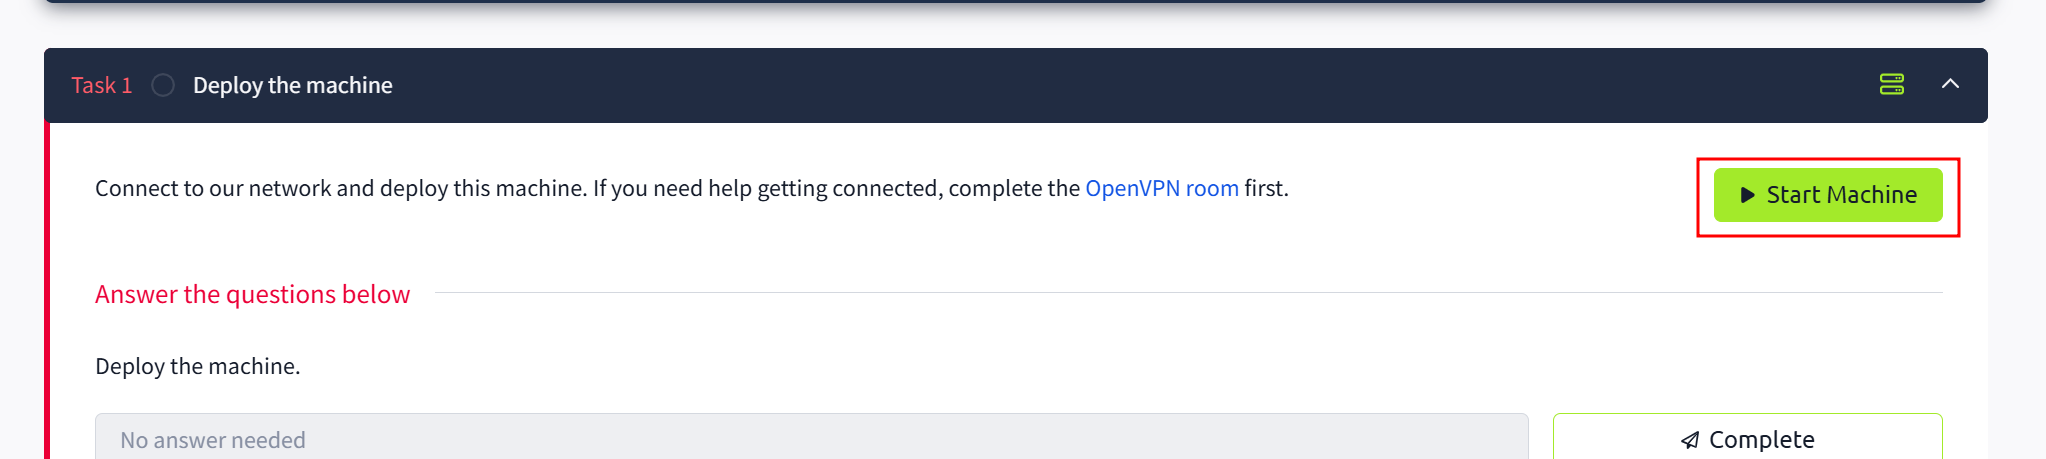 Task 1 Deploy the machine
Connect to our network and deploy this machine. If you need help getting connected, complete the OpenVPN room first.
Start Machine
Answer the questions below
Deploy the machine.
No answer needed
Complete